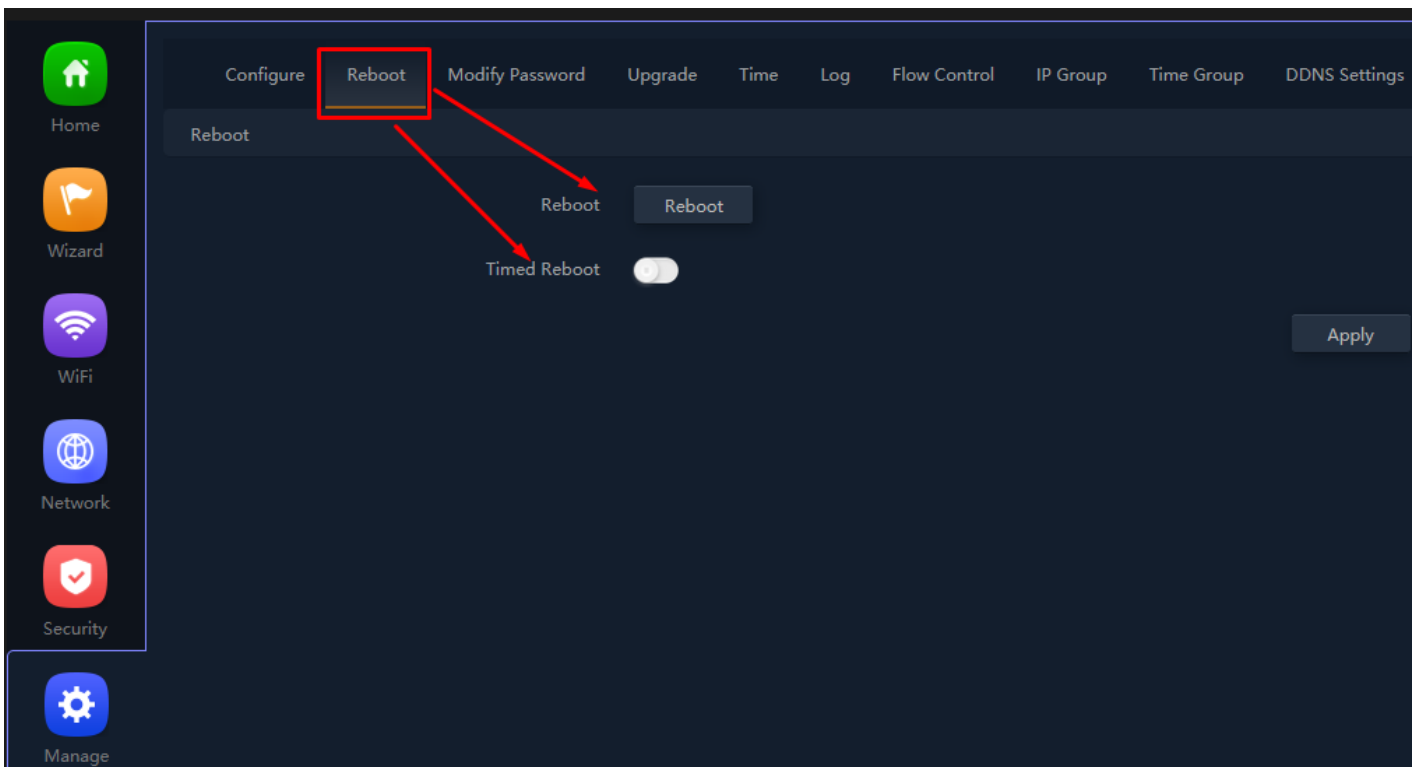 Configure Reboot Modify Password Upgrade Time Log Flow Control IP Group Time Group DDNS Settings
Home
Reboot
Reboot Reboot
Wizard
Timed Reboot
Apply
WiFi
Network
Security
Manage